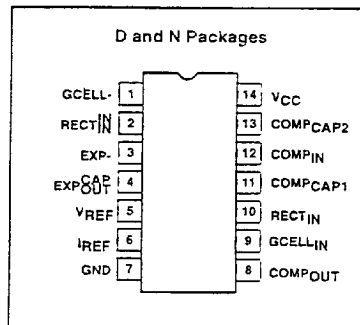 D and N Packages
GCELL- 1 14 VCC
RECT IN IN 2 13 COMPCAP2
EXP- 3 12 COMPIN
EXP CAP OUT 4 11 COMPCAP1
VREF 5 10 RECTIN
IREF 6 9 GCELLIN
GND 7 8 COMPOUT